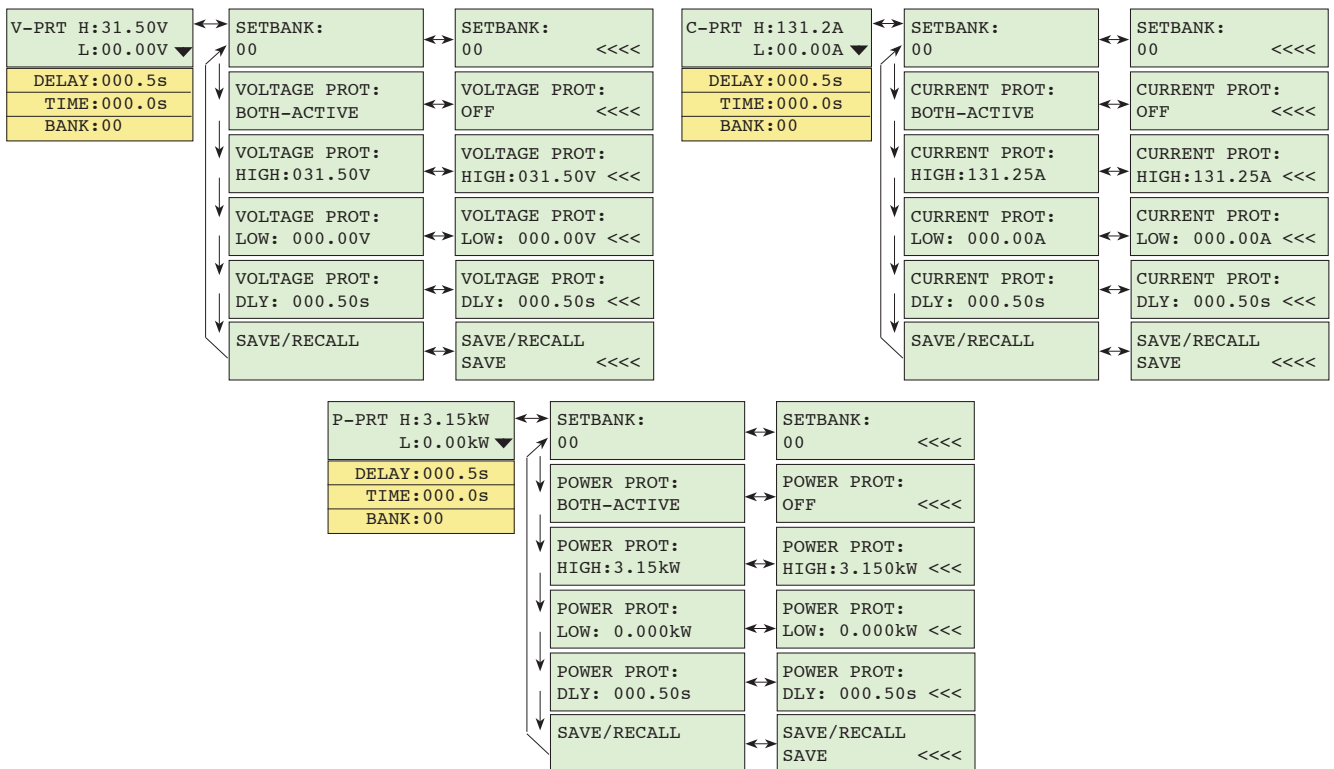 V-PRT H:31.50V
L:00.00V
DELAY:000.5s
TIME:000.0s
BANK:00
SETBANK:
00
VOLTAGE PROT:
BOTH-ACTIVE
VOLTAGE PROT:
HIGH:031.50V
VOLTAGE PROT:
LOW: 000.00V
VOLTAGE PROT:
DLY: 000.50s
SAVE/RECALL
SETBANK:
00 <<<<
VOLTAGE PROT:
OFF <<<<
VOLTAGE PROT:
HIGH:031.50V <<<
VOLTAGE PROT:
LOW: 000.00V <<<
VOLTAGE PROT:
DLY: 000.50s <<<
SAVE/RECALL
SAVE <<<<
C-PRT H:131.2A
L:00.00A
DELAY:000.5s
TIME:000.0s
BANK:00
SETBANK:
00
CURRENT PROT:
BOTH-ACTIVE
CURRENT PROT:
HIGH:131.25A
CURRENT PROT:
LOW: 000.00A
CURRENT PROT:
DLY: 000.50s
SAVE/RECALL
SETBANK:
00 <<<<
CURRENT PROT:
OFF <<<<
CURRENT PROT:
HIGH:131.25A <<<
CURRENT PROT:
LOW: 000.00A <<<
CURRENT PROT:
DLY: 000.50s <<<
SAVE/RECALL
SAVE <<<<
P-PRT H:3.15kW
L:0.00kW
DELAY:000.5s
TIME:000.0s
BANK:00
SETBANK:
00
POWER PROT:
BOTH-ACTIVE
POWER PROT:
HIGH:3.15kW
POWER PROT:
LOW: 0.000kW
POWER PROT:
DLY: 000.50s
SAVE/RECALL
SETBANK:
00 <<<<
POWER PROT:
OFF <<<<
POWER PROT:
HIGH:3.150kW <<<
POWER PROT:
LOW: 0.000kW <<<
POWER PROT:
DLY: 000.50s <<<
SAVE/RECALL
SAVE <<<<